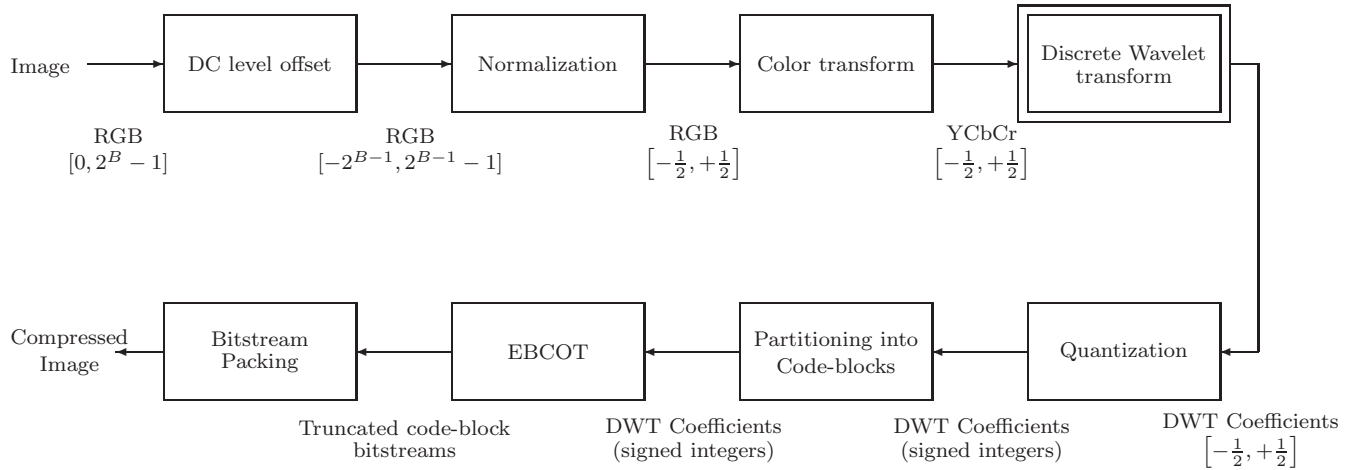 Image
DC level offset
Normalization
Color transform
Discrete Wavelet
transform
RGB
[0, 2^B − 1]
RGB
[−2^{B−1}, 2^{B−1} − 1]
RGB
[−1/2, +1/2]
YCbCr
[−1/2, +1/2]
Compressed
Image
Bitstream
Packing
EBCOT
Partitioning into
Code-blocks
Quantization
Truncated code-block
bitstreams
DWT Coefficients
(signed integers)
DWT Coefficients
(signed integers)
DWT Coefficients
[−1/2, +1/2]